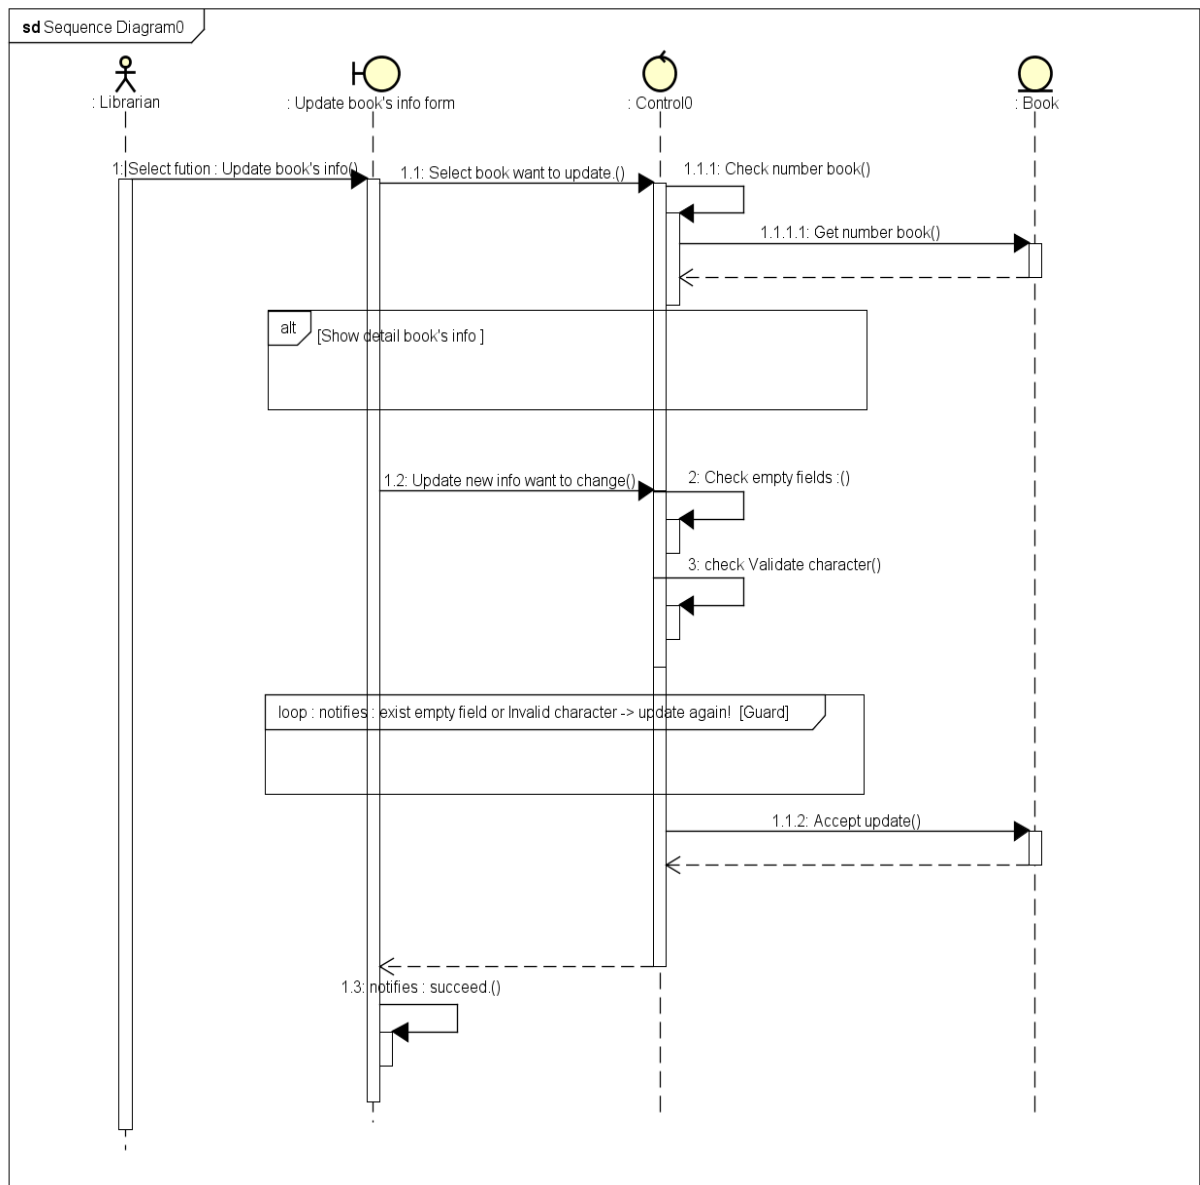 sd Sequence Diagram0
: Librarian
: Update book's info form
: Control0
: Book
1: Select fution : Update book's info()
1.1: Select book want to update.()
1.1.1: Check number book()
1.1.1.1: Get number book()
alt
[Show detail book's info ]
1.2: Update new info want to change()
2: Check empty fields :()
3: check Validate character()
loop : notifies : exist empty field or Invalid character -> update again! [Guard]
1.1.2: Accept update()
1.3: notifies : succeed.()